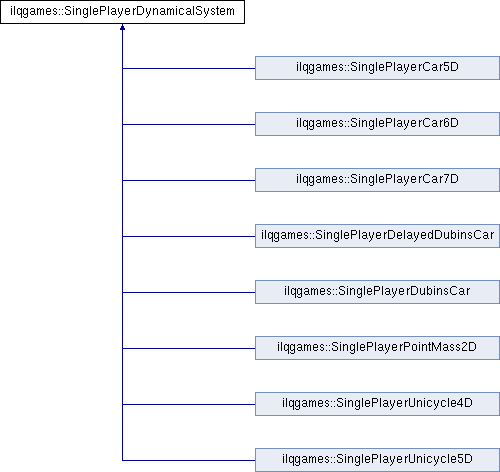 ilqgames::SinglePlayerDynamicalSystem
ilqgames::SinglePlayerCar5D
ilqgames::SinglePlayerCar6D
ilqgames::SinglePlayerCar7D
ilqgames::SinglePlayerDelayedDubinsCar
ilqgames::SinglePlayerDubinsCar
ilqgames::SinglePlayerPointMass2D
ilqgames::SinglePlayerUnicycle4D
ilqgames::SinglePlayerUnicycle5D